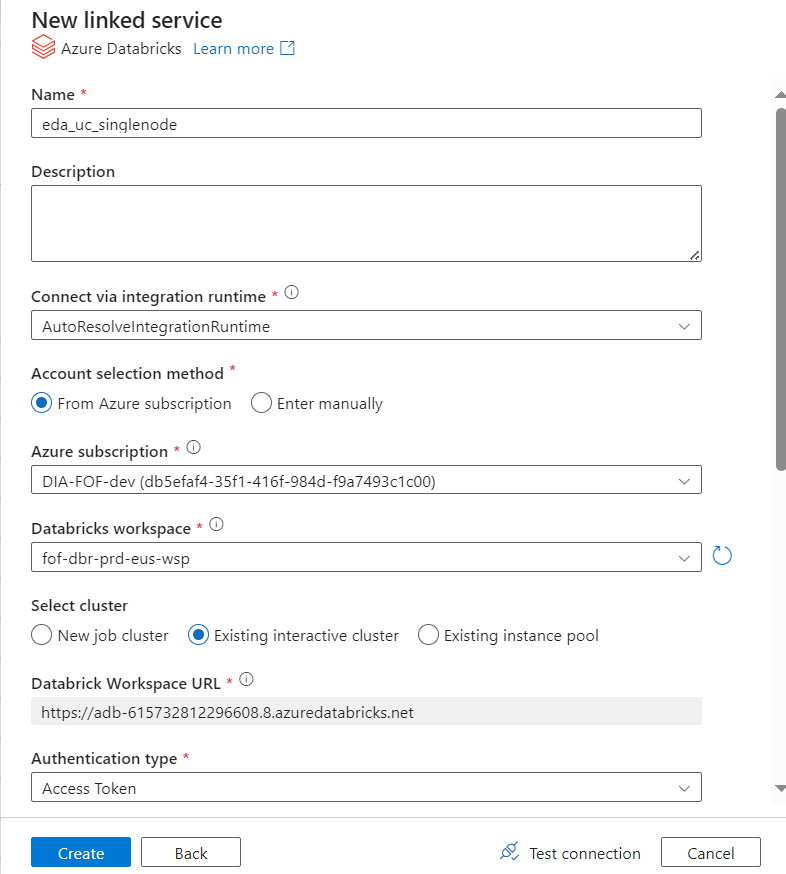 New linked service
Azure Databricks Learn more
Name *
eda_uc_singlenode
Description
Connect via integration runtime *
AutoResolveIntegrationRuntime
Account selection method *
From Azure subscription Enter manually
Azure subscription *
DIA-FOF-dev (db5efaf4-35f1-416f-984d-f9a7493c1c00)
Databricks workspace *
fof-dbr-prd-eus-wsp
Select cluster
New job cluster Existing interactive cluster Existing instance pool
Databrick Workspace URL *
https://adb-615732812296608.8.azuredatabricks.net
Authentication type *
Access Token
Create Back Test connection Cancel